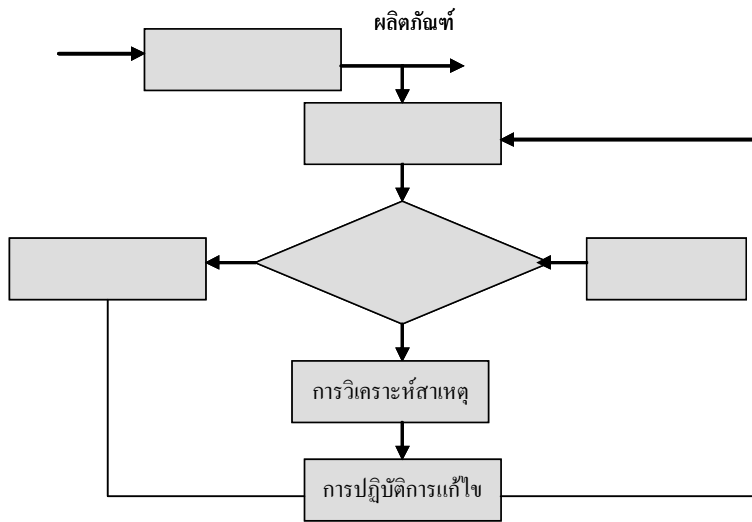 ผลิตภัณฑ์
การวิเคราะห์สาเหตุ
การปฏิบัติการแก้ไข